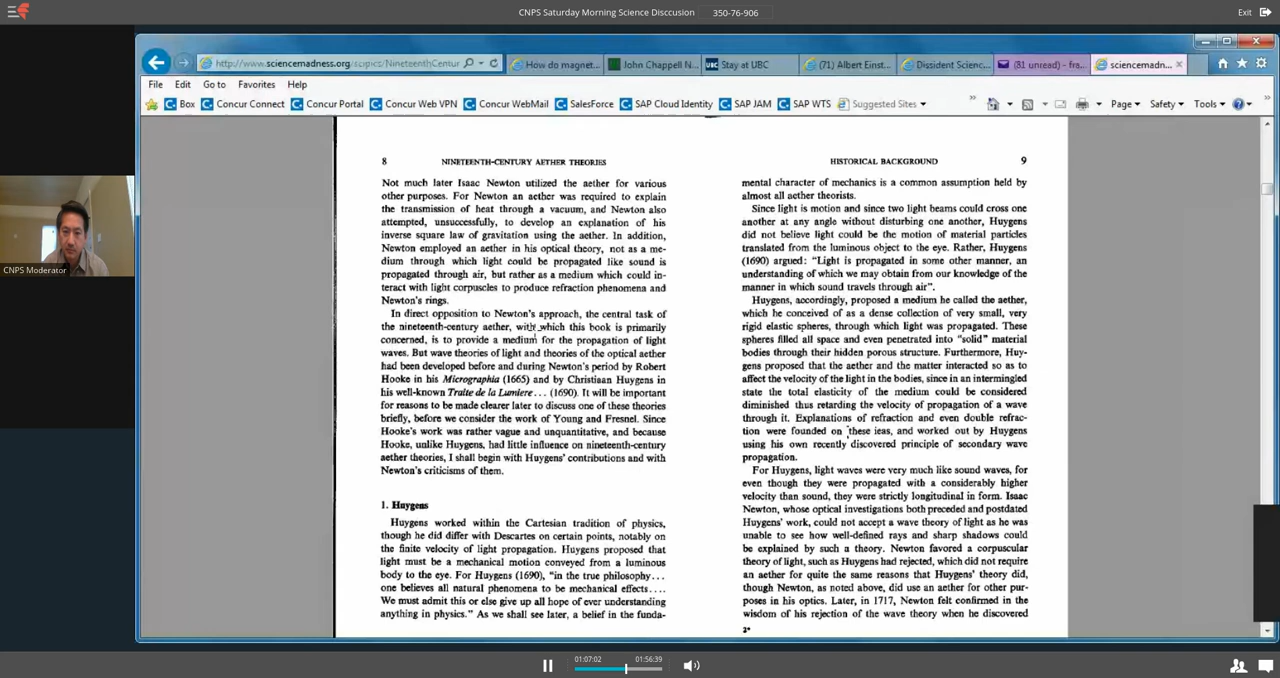 CNPS Saturday Morning Science Disccusion
350-76-906
Exit
http://www.sciencemadness.org/scipics/NineteenthCentur
How do magnet...
John Chappell N...
UBC Stay at UBC
(71) Albert Einst...
Dissident Scienc...
(81 unread) - fra...
sciencemadn...
File Edit Go to Favorites Help
Box Concur Connect Concur Portal Concur Web VPN Concur WebMail SalesForce SAP Cloud Identity SAP JAM SAP WTS Suggested Sites
Page Safety Tools
CNPS Moderator
8 NINETEENTH-CENTURY AETHER THEORIES
Not much later Isaac Newton utilized the aether for various
other purposes. For Newton an aether was required to explain
the transmission of heat through a vacuum, and Newton also
attempted, unsuccessfully, to develop an explanation of his
inverse square law of gravitation using the aether. In addition,
Newton employed an aether in his optical theory, not as a me-
dium through which light could be propagated like sound is
propagated through air, but rather as a medium which could in-
teract with light corpuscles to produce refraction phenomena and
Newton's rings.
In direct opposition to Newton's approach, the central task of
the nineteenth-century aether, with which this book is primarily
concerned, is to provide a medium for the propagation of light
waves. But wave theories of light and theories of the optical aether
had been developed before and during Newton's period by Robert
Hooke in his Micrographia (1665) and by Christiaan Huygens in
his well-known Traite de la Lumiere... (1690). It will be important
for reasons to be made clearer later to discuss one of these theories
briefly, before we consider the work of Young and Fresnel. Since
Hooke's work was rather vague and unquantitative, and because
Hooke, unlike Huygens, had little influence on nineteenth-century
aether theories, I shall begin with Huygens' contributions and with
Newton's criticisms of them.
1. Huygens
Huygens worked within the Cartesian tradition of physics,
though he did differ with Descartes on certain points, notably on
the finite velocity of light propagation. Huygens proposed that
light must be a mechanical motion conveyed from a luminous
body to the eye. For Huygens (1690), "in the true philosophy...
one believes all natural phenomena to be mechanical effects....
We must admit this or else give up all hope of ever understanding
anything in physics." As we shall see later, a belief in the funda-
HISTORICAL BACKGROUND 9
mental character of mechanics is a common assumption held by
almost all aether theorists.
Since light is motion and since two light beams could cross one
another at any angle without disturbing one another, Huygens
did not believe light could be the motion of material particles
translated from the luminous object to the eye. Rather, Huygens
(1690) argued: "Light is propagated in some other manner, an
understanding of which we may obtain from our knowledge of the
manner in which sound travels through air".
Huygens, accordingly, proposed a medium he called the aether,
which he conceived of as a dense collection of very small, very
rigid elastic spheres, through which light was propagated. These
spheres filled all space and even penetrated into "solid" material
bodies through their hidden porous structure. Furthermore, Huy-
gens proposed that the aether and the matter interacted so as to
affect the velocity of the light in the bodies, since in an intermingled
state the total elasticity of the medium could be considered
diminished thus retarding the velocity of propagation of a wave
through it. Explanations of refraction and even double refrac-
tion were founded on these ieas, and worked out by Huygens
using his own recently discovered principle of secondary wave
propagation.
For Huygens, light waves were very much like sound waves, for
even though they were propagated with a considerably higher
velocity than sound, they were strictly longitudinal in form. Isaac
Newton, whose optical investigations both preceded and postdated
Huygens' work, could not accept a wave theory of light as he was
unable to see how well-defined rays and sharp shadows could
be explained by such a theory. Newton favored a corpuscular
theory of light, such as Huygens had rejected, which did not require
an aether for quite the same reasons that Huygens' theory did,
though Newton, as noted above, did use an aether for other pur-
poses in his optics. Later, in 1717, Newton felt confirmed in the
wisdom of his rejection of the wave theory when he discovered
2*
01:07:02 01:56:39